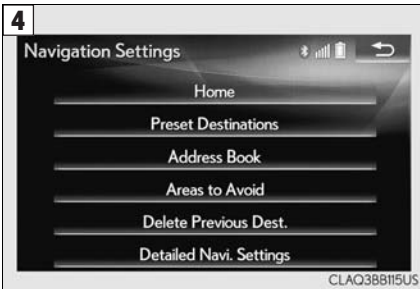 4
Navigation Settings
Home
Preset Destinations
Address Book
Areas to Avoid
Delete Previous Dest.
Detailed Navi. Settings
CLAQ3BB115US